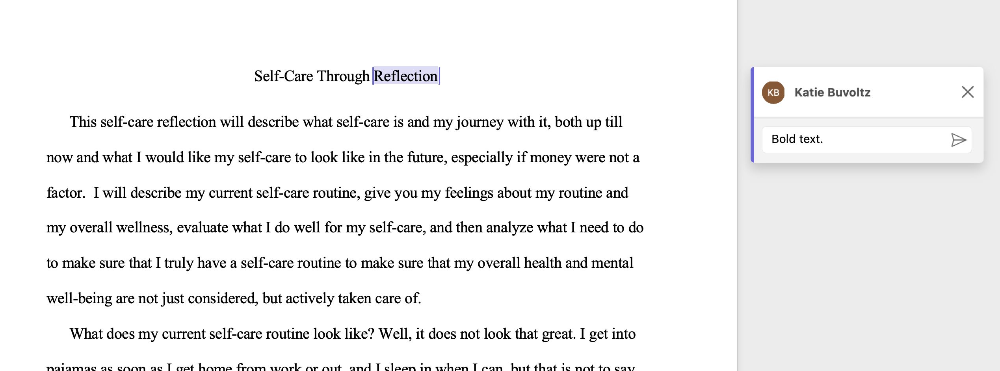 Self-Care Through Reflection
KB Katie Buvoltz
Bold text.
This self-care reflection will describe what self-care is and my journey with it, both up till
now and what I would like my self-care to look like in the future, especially if money were not a
factor.  I will describe my current self-care routine, give you my feelings about my routine and
my overall wellness, evaluate what I do well for my self-care, and then analyze what I need to do
to make sure that I truly have a self-care routine to make sure that my overall health and mental
well-being are not just considered, but actively taken care of.
What does my current self-care routine look like? Well, it does not look that great. I get into
pajamas as soon as I get home from work or out, and I sleep in when I can, but that is not to say